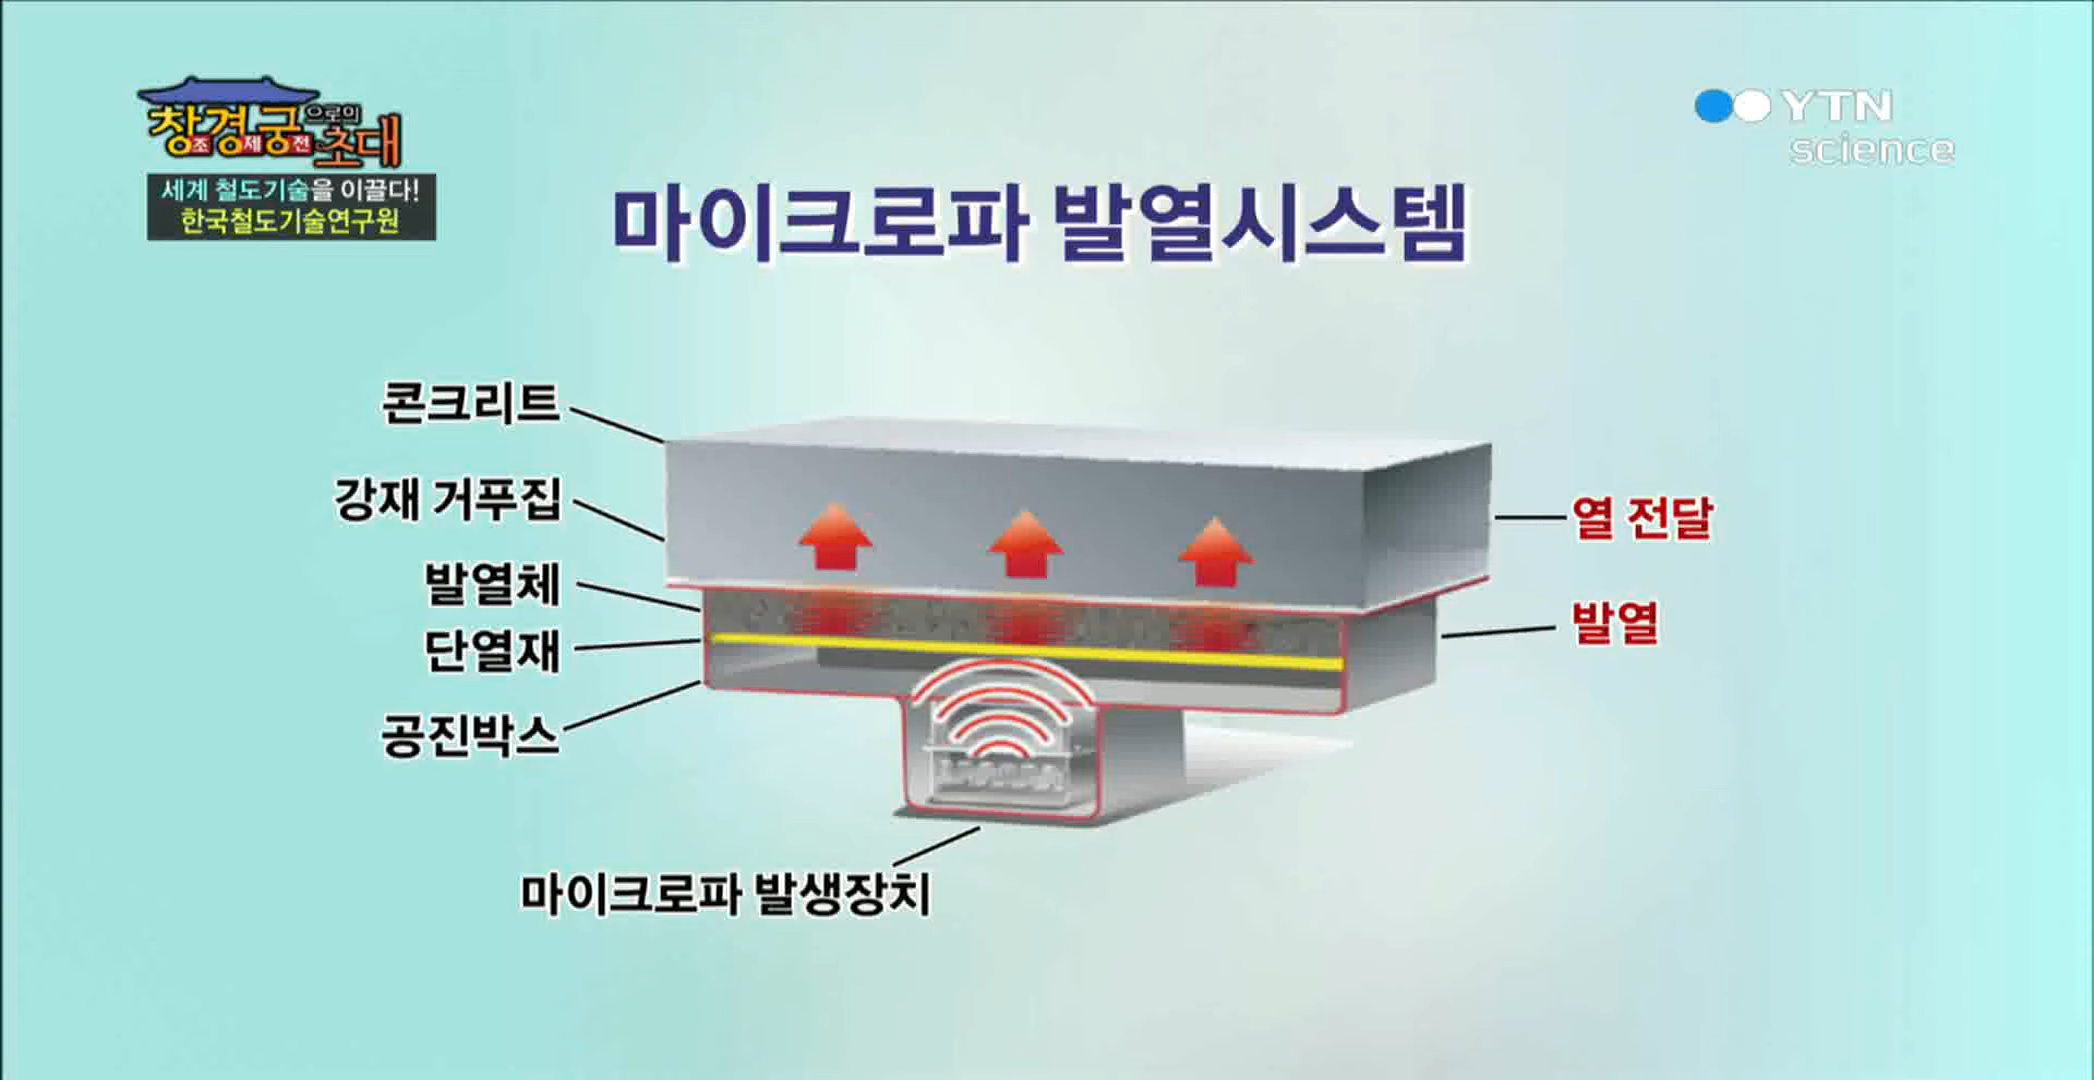 창경궁으로의
조제전초대
세계 철도기술을 이끌다!
한국철도기술연구원
YTN
science
마이크로파 발열시스템
콘크리트
강재 거푸집
발열체
단열재
공진박스
마이크로파 발생장치
열 전달
발열